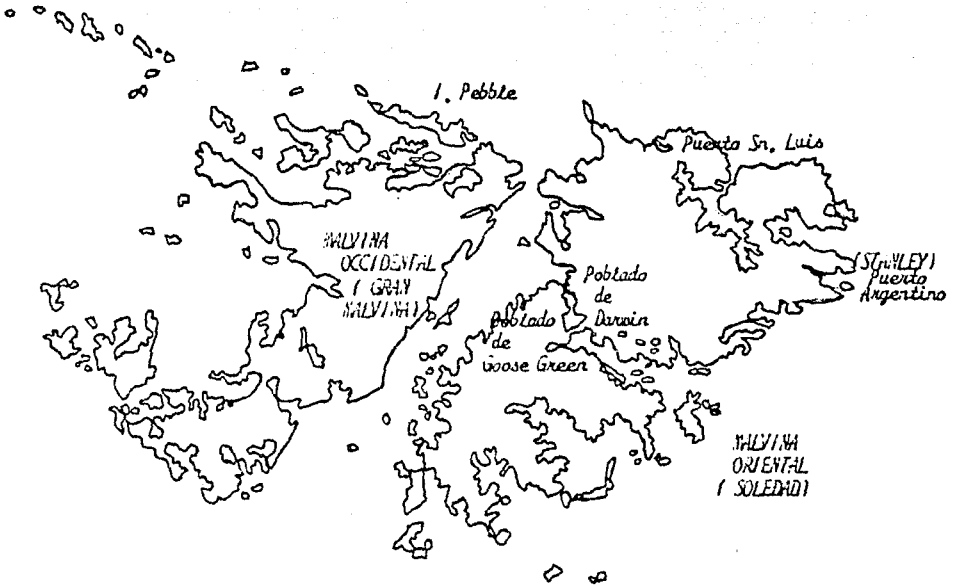 I. Pebble
Puerto Sn. Luis
MALVINA
OCCIDENTAL
( GRAN
MALVINA)
(STANLEY)
Puerto
Argentino
Poblado
de
Darwin
Poblado
de
Goose Green
MALVINA
ORIENTAL
( SOLEDAD)